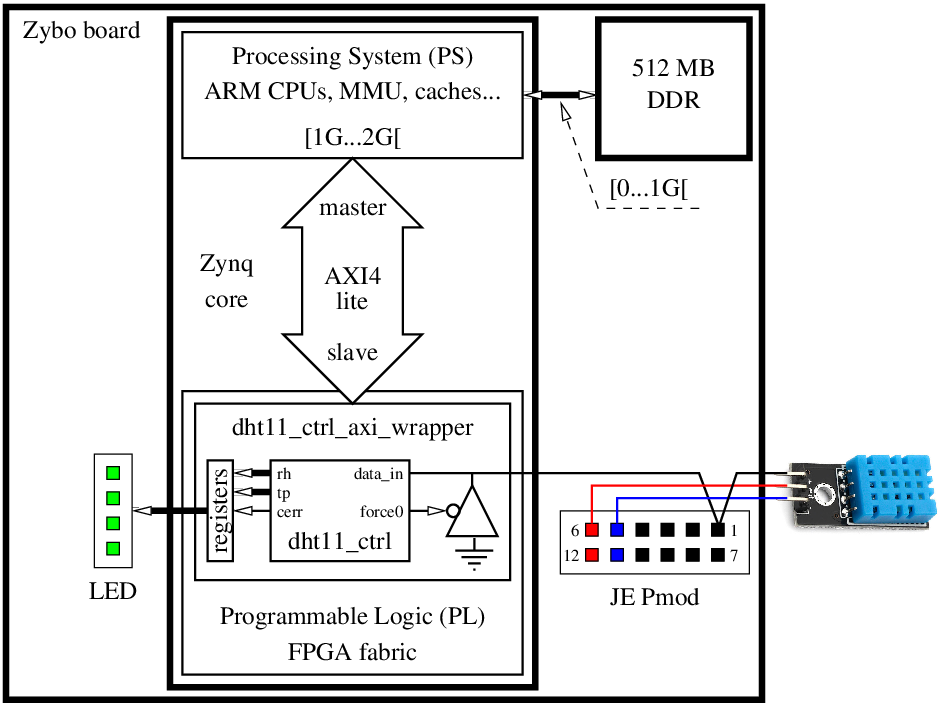 Zybo board
Processing System (PS)
ARM CPUs, MMU, caches...
[1G...2G[
512 MB
DDR
[0...1G[
master
Zynq
core
AXI4
lite
slave
dht11_ctrl_axi_wrapper
registers
rh
tp
cerr
data_in
force0
dht11_ctrl
LED
6
1
12
7
JE Pmod
Programmable Logic (PL)
FPGA fabric